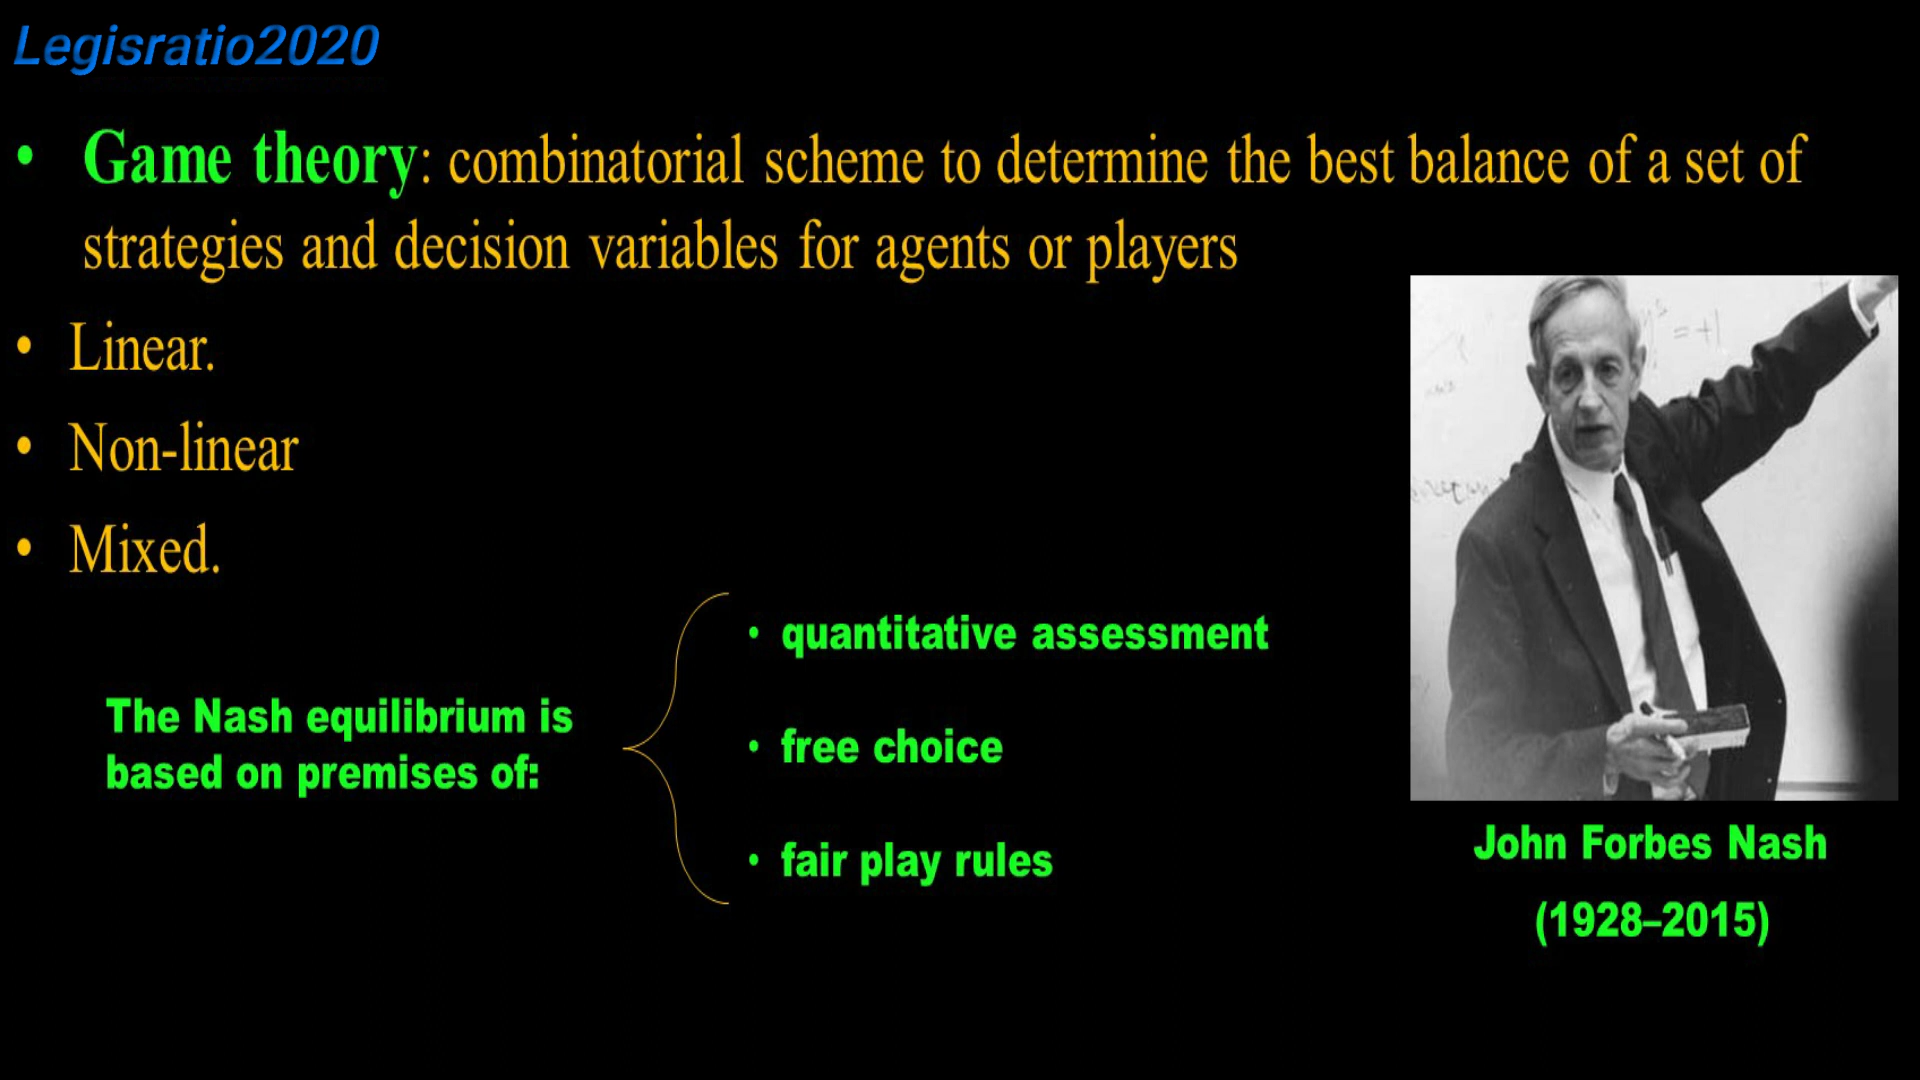 Legisratio2020
• Game theory: combinatorial scheme to determine the best balance of a set of
strategies and decision variables for agents or players
• Linear.
• Non-linear
• Mixed.
The Nash equilibrium is
based on premises of:
• quantitative assessment
• free choice
• fair play rules
= +1
John Forbes Nash
(1928–2015)